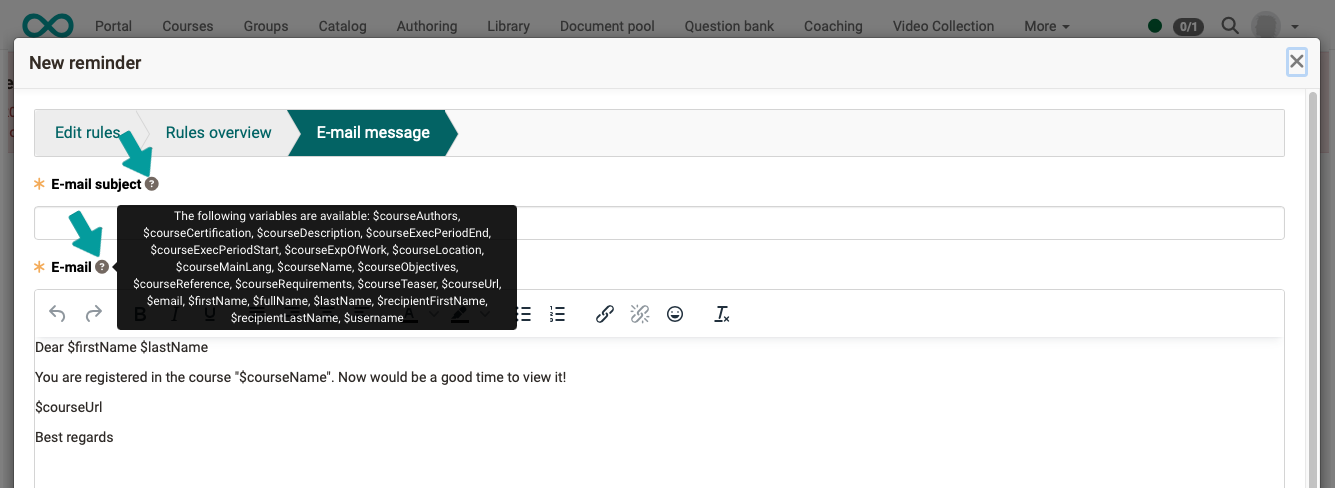 Portal Courses Groups Catalog Authoring Library Document pool Question bank Coaching Video Collection More 0/1
New reminder
Edit rules Rules overview E-mail message
E-mail subject ?
The following variables are available: $courseAuthors,
$courseCertification, $courseDescription, $courseExecPeriodEnd,
$courseExecPeriodStart, $courseExpOfWork, $courseLocation,
$courseMainLang, $courseName, $courseObjectives,
$courseReference, $courseRequirements, $courseTeaser, $courseUrl,
$email, $firstName, $fullName, $lastName, $recipientFirstName,
$recipientLastName, $username
E-mail ?
B I U A
Dear $firstName $lastName
You are registered in the course "$courseName". Now would be a good time to view it!
$courseUrl
Best regards